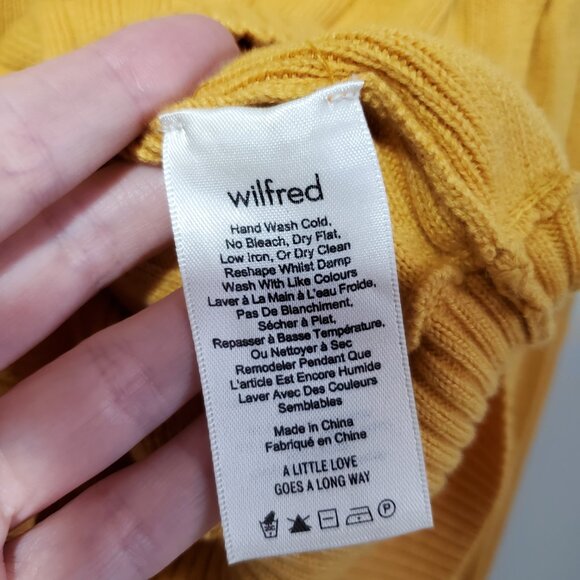 wilfred
Hand Wash Cold,
No Bleach, Dry Flat,
Low Iron, Or Dry Clean
Reshape Whilst Damp
Wash With Like Colours
Laver à La Main à L'eau Froide,
Pas De Blanchiment,
Sécher à Plat,
Repasser à Basse Température,
Ou Nettoyer à Sec
Remodeler Pendant Que
L'article Est Encore Humide
Laver Avec Des Couleurs
Semblables
Made in China
Fabriqué en Chine
A LITTLE LOVE
GOES A LONG WAY
P